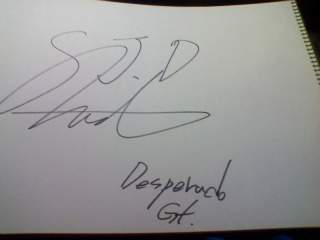 S J. D
Desperado
Gt.